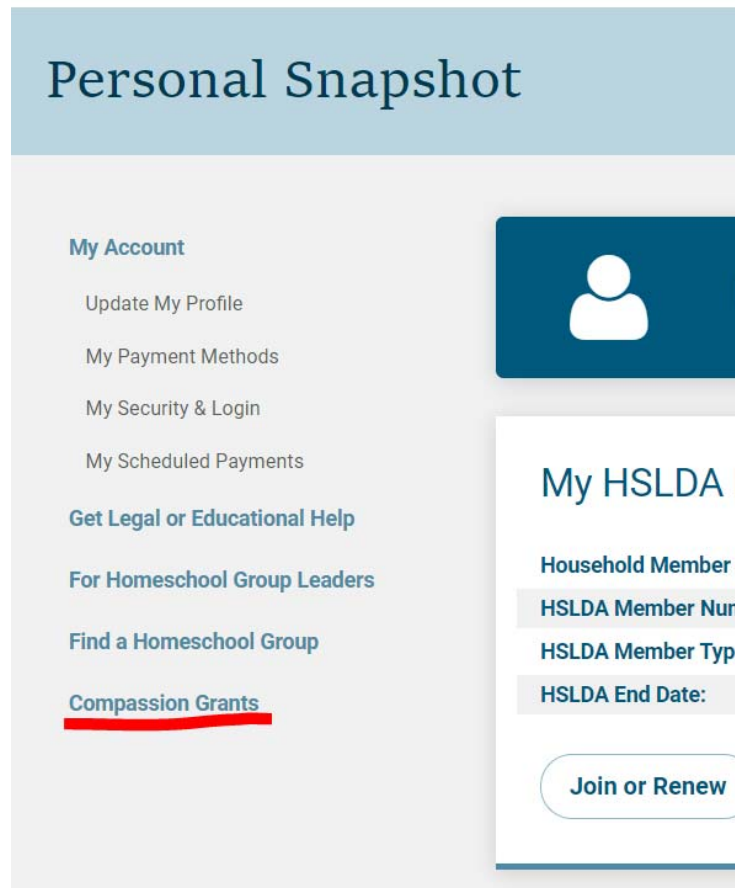 Personal Snapshot
My Account
Update My Profile
My Payment Methods
My Security & Login
My Scheduled Payments
Get Legal or Educational Help
For Homeschool Group Leaders
Find a Homeschool Group
Compassion Grants
My HSLDA
Household Member
HSLDA Member Num
HSLDA Member Typ
HSLDA End Date:
Join or Renew